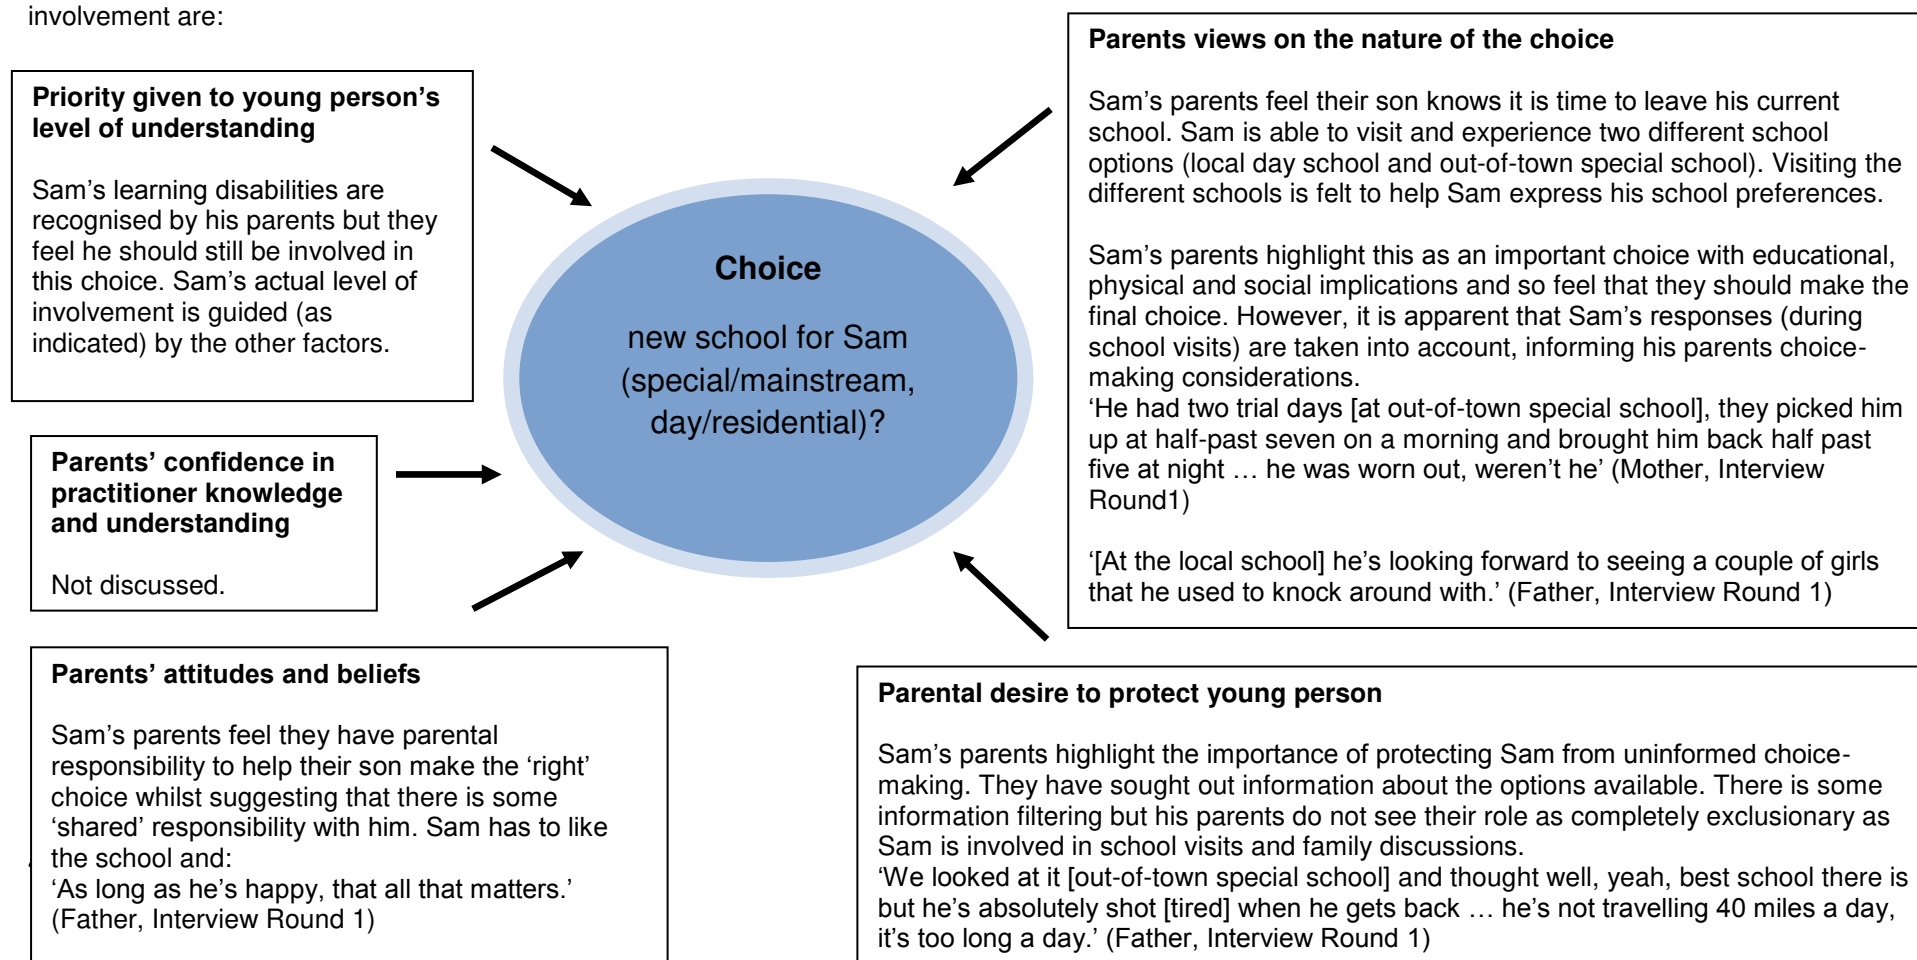 involvement are:
Priority given to young person’s
level of understanding
Sam’s learning disabilities are
recognised by his parents but they
feel he should still be involved in
this choice. Sam’s actual level of
involvement is guided (as
indicated) by the other factors.
Parents’ confidence in
practitioner knowledge
and understanding
Not discussed.
Parents’ attitudes and beliefs
Sam’s parents feel they have parental
responsibility to help their son make the ‘right’
choice whilst suggesting that there is some
‘shared’ responsibility with him. Sam has to like
the school and:
‘As long as he’s happy, that all that matters.’
(Father, Interview Round 1)
Choice
new school for Sam
(special/mainstream,
day/residential)?
Parents views on the nature of the choice
Sam’s parents feel their son knows it is time to leave his current
school. Sam is able to visit and experience two different school
options (local day school and out-of-town special school). Visiting the
different schools is felt to help Sam express his school preferences.
Sam’s parents highlight this as an important choice with educational,
physical and social implications and so feel that they should make the
final choice. However, it is apparent that Sam’s responses (during
school visits) are taken into account, informing his parents choice-
making considerations.
‘He had two trial days [at out-of-town special school], they picked him
up at half-past seven on a morning and brought him back half past
five at night … he was worn out, weren’t he’ (Mother, Interview
Round1)
‘[At the local school] he’s looking forward to seeing a couple of girls
that he used to knock around with.’ (Father, Interview Round 1)
Parental desire to protect young person
Sam’s parents highlight the importance of protecting Sam from uninformed choice-
making. They have sought out information about the options available. There is some
information filtering but his parents do not see their role as completely exclusionary as
Sam is involved in school visits and family discussions.
‘We looked at it [out-of-town special school] and thought well, yeah, best school there is
but he’s absolutely shot [tired] when he gets back … he’s not travelling 40 miles a day,
it’s too long a day.’ (Father, Interview Round 1)